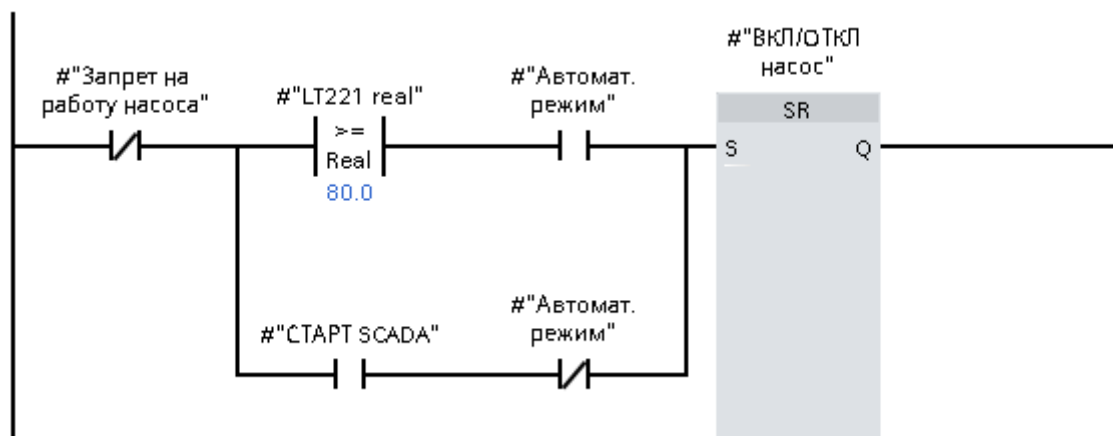 #"ВКЛ/ОТКЛ
насос"
#"Запрет на
работу насоса"
#"LT221 real"
#"Автомат.
режим"
SR
>=
Real
80.0
S
Q
#"СТАРТ SCADA"
#"Автомат.
режим"